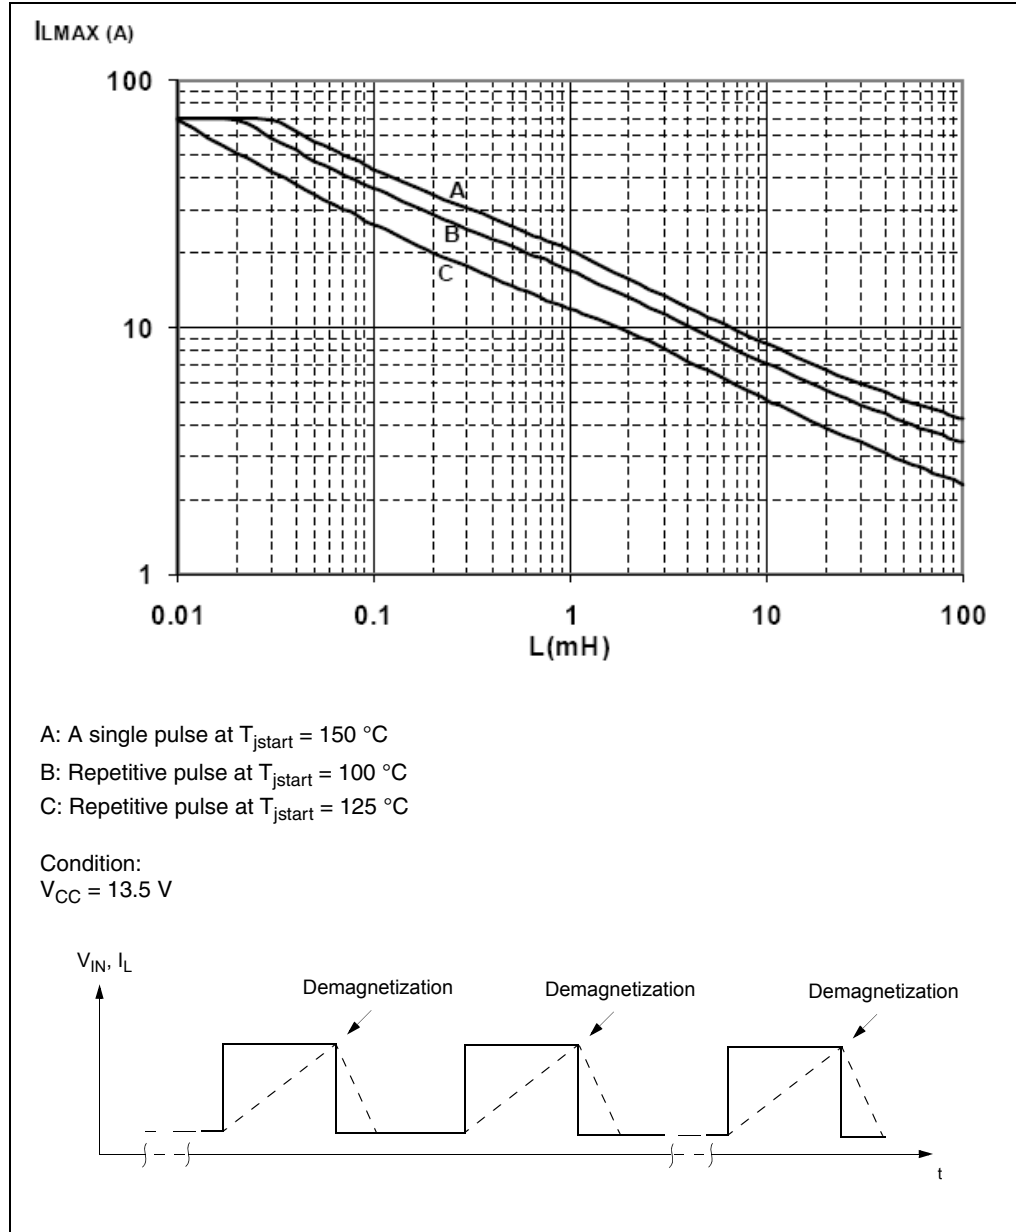 ILMAX (A)
100
A
B
C
10
1
0.01 0.1 1 10 100
L(mH)
A: A single pulse at Tjstart = 150 °C
B: Repetitive pulse at Tjstart = 100 °C
C: Repetitive pulse at Tjstart = 125 °C
Condition:
VCC = 13.5 V
VIN, IL
Demagnetization Demagnetization Demagnetization
t